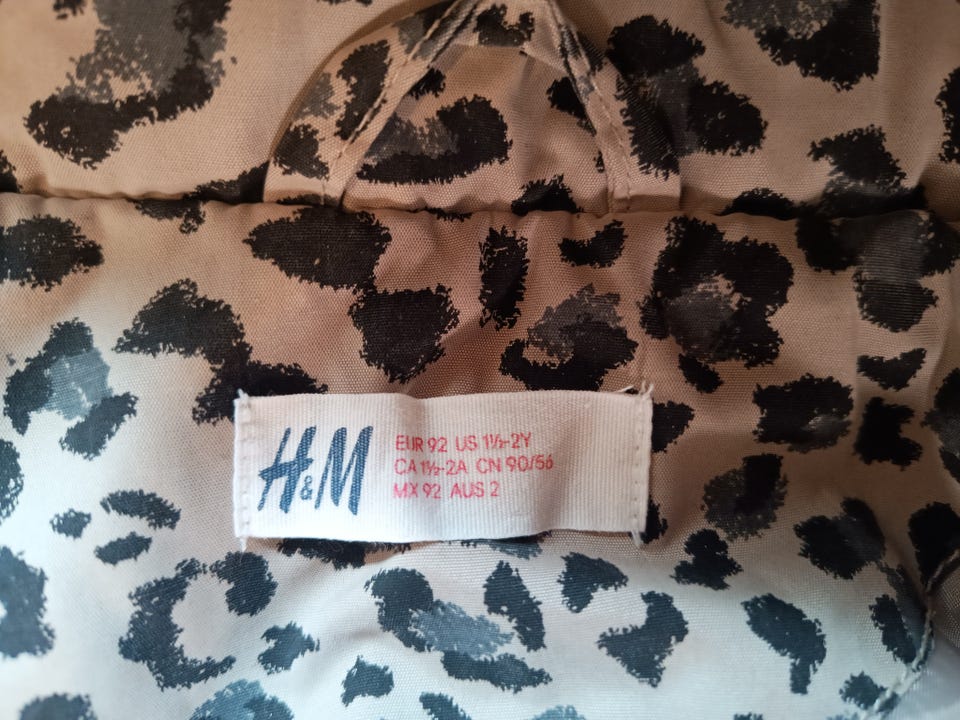 H&M
EUR 92 US 1½-2Y
CA 1½-2A CN 90/56
MX 92 AUS 2